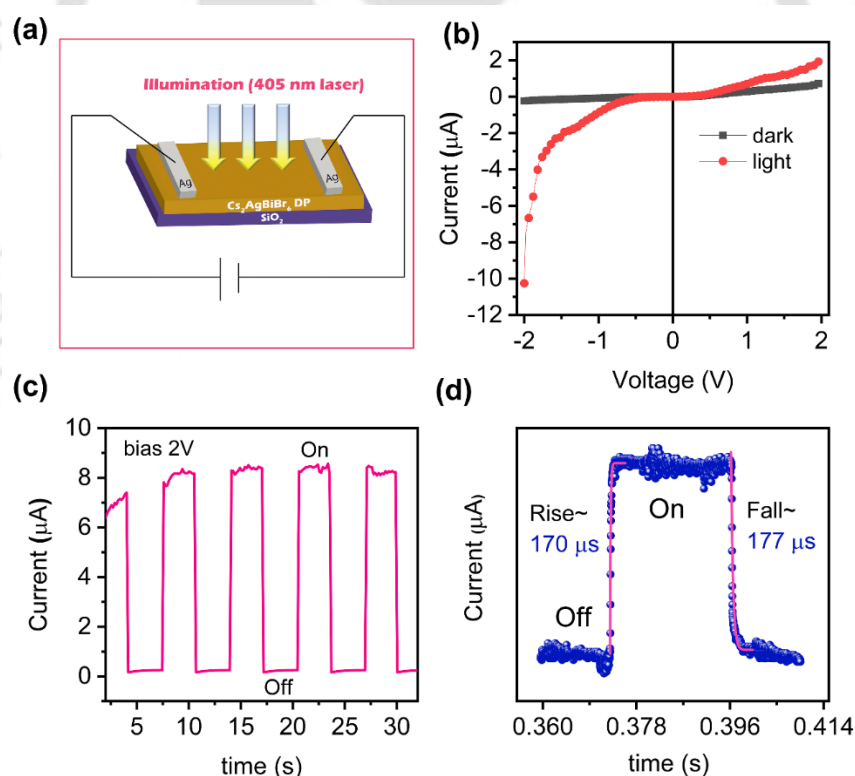 (a)
Illumination (405 nm laser)
Ag
Ag
Cs₂AgBiBr₆ DP
SiO₂
(b)
Current (μA)
2
0
-2
-4
-6
-8
-10
-12
dark
light
-2
-1
0
1
2
Voltage (V)
(c)
Current (μA)
10
8
6
4
2
0
bias 2V
On
Off
5
10
15
20
25
30
time (s)
(d)
Current (μA)
Rise~
170 μs
On
Fall~
177 μs
Off
0.360
0.378
0.396
0.414
time (s)